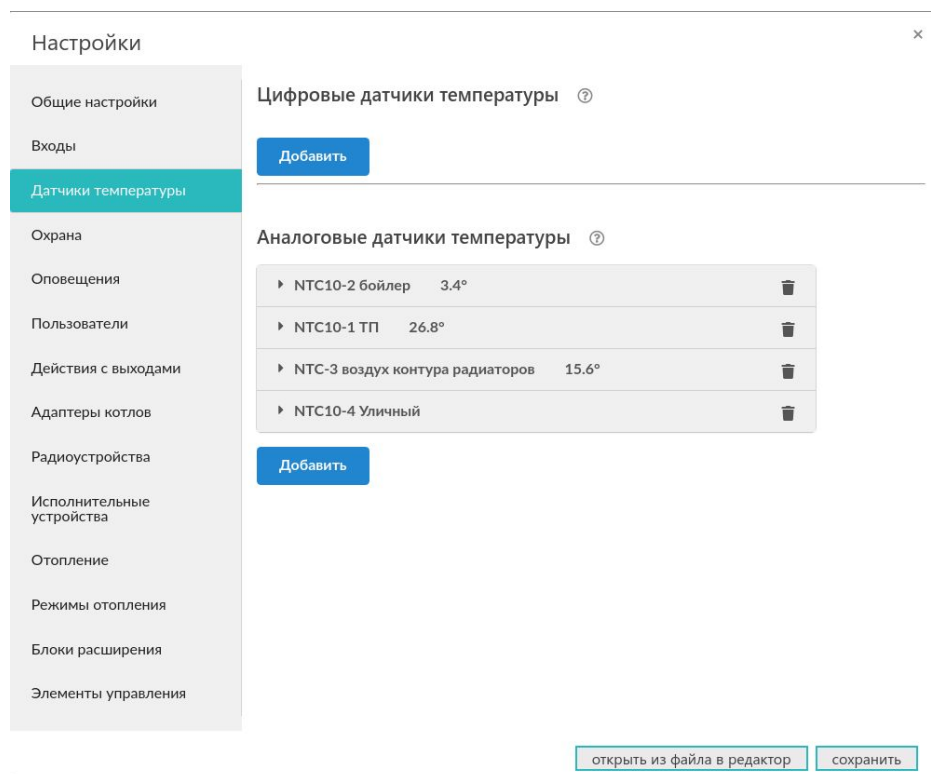 Настройки
×
Общие настройки
Входы
Датчики температуры
Охрана
Оповещения
Пользователи
Действия с выходами
Адаптеры котлов
Радиоустройства
Исполнительные
устройства
Отопление
Режимы отопления
Блоки расширения
Элементы управления
Цифровые датчики температуры ?
Добавить
Аналоговые датчики температуры ?
NTC10-2 бойлер 3.4°
NTC10-1 ТП 26.8°
NTC-3 воздух контура радиаторов 15.6°
NTC10-4 Уличный
Добавить
открыть из файла в редактор
сохранить